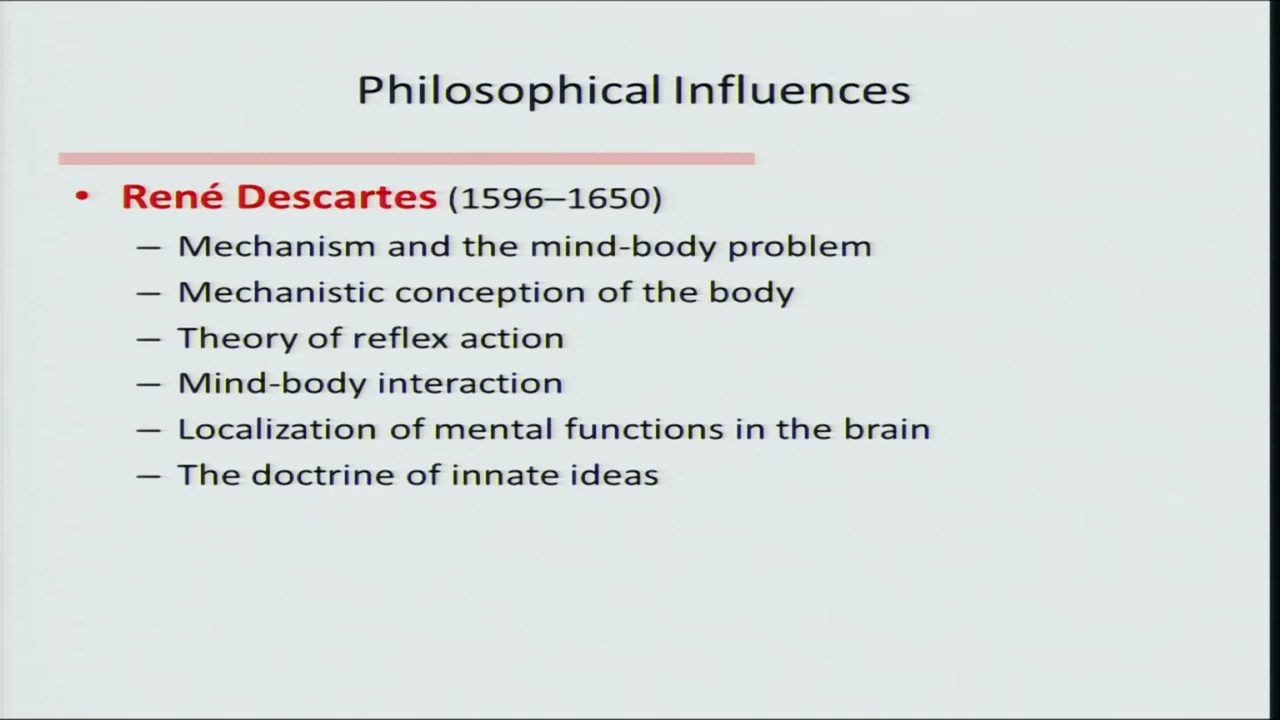 Philosophical Influences
• René Descartes (1596–1650)
– Mechanism and the mind-body problem
– Mechanistic conception of the body
– Theory of reflex action
– Mind-body interaction
– Localization of mental functions in the brain
– The doctrine of innate ideas